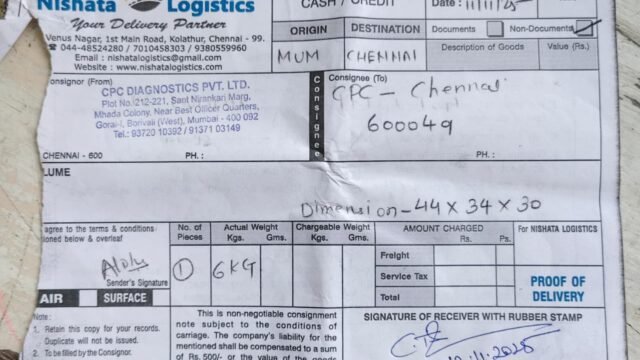 Nishata Logistics
Your Delivery Partner
Venus Nagar, 1st Main Road, Kolathur, Chennai - 99.
044-48524280 / 7010458303 / 9380559960
Email : nishatalogistics@gmail.com
Website : www.nishatalogistics.com
CASH / CREDIT
Date : 11/11/25
ORIGIN DESTINATION
MUM CHENNAI
Documents Non-Documents
Description of Goods Value (Rs.)
onsignor (From)
CPC DIAGNOSTICS PVT. LTD.
Plot No. 212-221, Sant Nirankari Marg,
Mhada Colony, Near Best Officer Quarters,
Gorai-I, Borivali (West), Mumbai - 400 092
Tel.: 93720 10392 / 91371 03149
CHENNAI - 600 PH. :
Consignee
Consignee (To)
CPC - Chennai
600049
PH. :
LUME
Dimension - 44 x 34 x 30
agree to the terms & conditions
ioned below & overleaf
Sender's Signature
AIR SURFACE
No. of Pieces
1
Actual Weight
Kgs. Gms.
6KG
Chargeable Weight
Kgs. Gms.
AMOUNT CHARGED
Rs. Ps.
Freight
Service Tax
Total
For NISHATA LOGISTICS
PROOF OF
DELIVERY
Note :
1. Retain this copy for your records.
Duplicate will not be issued.
2. To be filled by the Consignor.
This is non-negotiable consignment
note subject to the conditions of
carriage. The company's liability for
the mentioned shall be compensated to a
sum of Rs. 500/- or the value of the goods
SIGNATURE OF RECEIVER WITH RUBBER STAMP